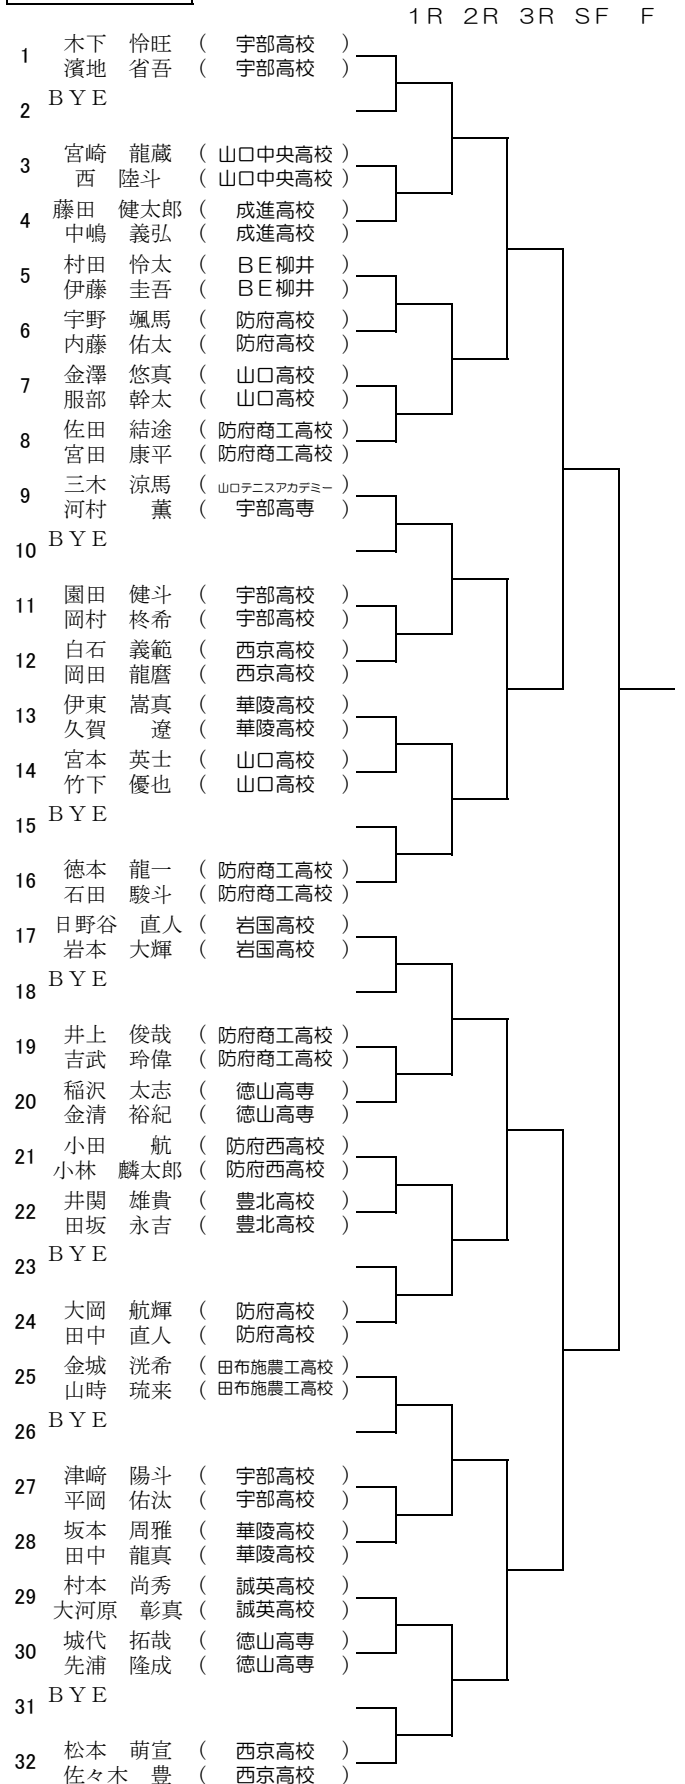 １Ｒ ２Ｒ ３Ｒ ＳＦ Ｆ
1 木下 怜旺 ( 宇部高校 )
濱地 省吾 ( 宇部高校 )
2 ＢＹＥ
3 宮崎 龍蔵 ( 山口中央高校 )
西 陸斗 ( 山口中央高校 )
4 藤田 健太郎 ( 成進高校 )
中嶋 義弘 ( 成進高校 )
5 村田 怜太 ( ＢＥ柳井 )
伊藤 圭吾 ( ＢＥ柳井 )
6 宇野 颯馬 ( 防府高校 )
内藤 佑太 ( 防府高校 )
7 金澤 悠真 ( 山口高校 )
服部 幹太 ( 山口高校 )
8 佐田 結途 ( 防府商工高校 )
宮田 康平 ( 防府商工高校 )
9 三木 涼馬 ( 山口テニスアカデミー )
河村 薫 ( 宇部高専 )
10 ＢＹＥ
11 園田 健斗 ( 宇部高校 )
岡村 柊希 ( 宇部高校 )
12 白石 義範 ( 西京高校 )
岡田 龍麿 ( 西京高校 )
13 伊東 嵩真 ( 華陵高校 )
久賀 遼 ( 華陵高校 )
14 宮本 英士 ( 山口高校 )
竹下 優也 ( 山口高校 )
15 ＢＹＥ
16 徳本 龍一 ( 防府商工高校 )
石田 駿斗 ( 防府商工高校 )
17 日野谷 直人 ( 岩国高校 )
岩本 大輝 ( 岩国高校 )
18 ＢＹＥ
19 井上 俊哉 ( 防府商工高校 )
吉武 玲偉 ( 防府商工高校 )
20 稲沢 太志 ( 徳山高専 )
金清 裕紀 ( 徳山高専 )
21 小田 航 ( 防府西高校 )
小林 麟太郎 ( 防府西高校 )
22 井関 雄貴 ( 豊北高校 )
田坂 永吉 ( 豊北高校 )
23 ＢＹＥ
24 大岡 航輝 ( 防府高校 )
田中 直人 ( 防府高校 )
25 金城 洸希 ( 田布施農工高校 )
山時 琉来 ( 田布施農工高校 )
26 ＢＹＥ
27 津﨑 陽斗 ( 宇部高校 )
平岡 佑汰 ( 宇部高校 )
28 坂本 周雅 ( 華陵高校 )
田中 龍真 ( 華陵高校 )
29 村本 尚秀 ( 誠英高校 )
大河原 彰真 ( 誠英高校 )
30 城代 拓哉 ( 徳山高専 )
先浦 隆成 ( 徳山高専 )
31 ＢＹＥ
32 松本 萌宣 ( 西京高校 )
佐々木 豊 ( 西京高校 )